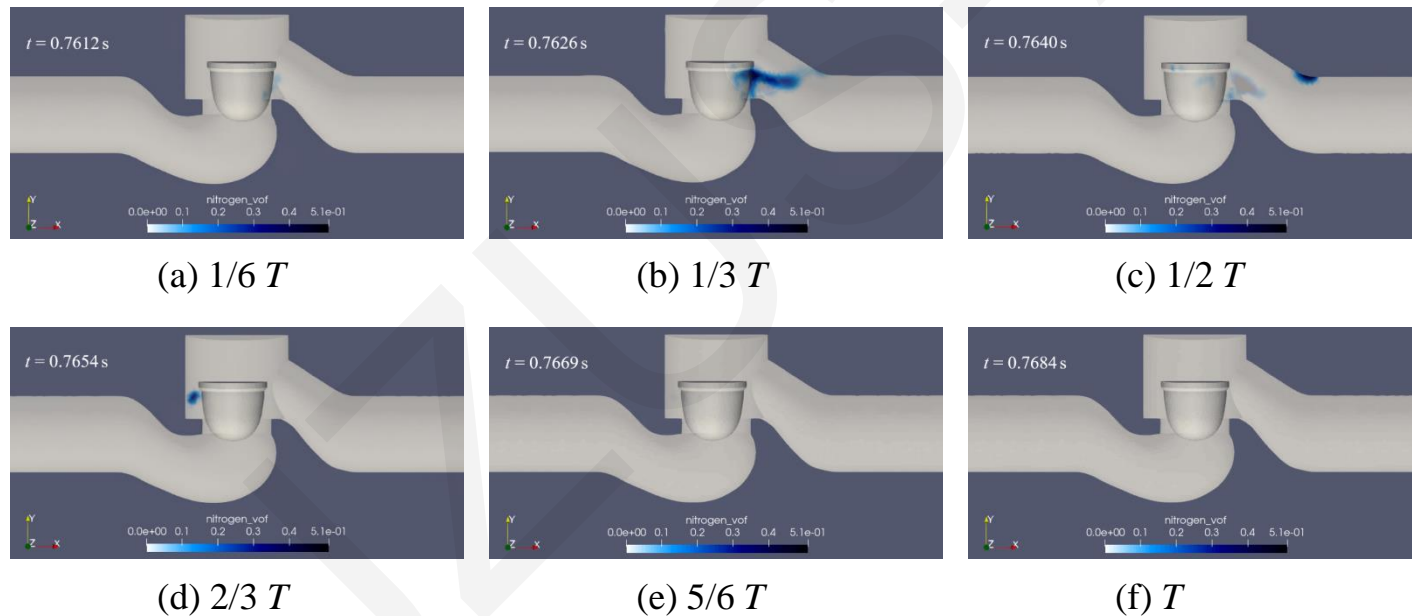 t = 0.7612 s
nitrogen_vof
0.0e+00 0.1 0.2 0.3 0.4 5.1e-01
Y
Z X
(a) 1/6 T
t = 0.7626 s
nitrogen_vof
0.0e+00 0.1 0.2 0.3 0.4 5.1e-01
Y
Z X
(b) 1/3 T
t = 0.7640 s
nitrogen_vof
0.0e+00 0.1 0.2 0.3 0.4 5.1e-01
Y
Z X
(c) 1/2 T
t = 0.7654 s
nitrogen_vof
0.0e+00 0.1 0.2 0.3 0.4 5.1e-01
Y
Z X
(d) 2/3 T
t = 0.7669 s
nitrogen_vof
0.0e+00 0.1 0.2 0.3 0.4 5.1e-01
Y
Z X
(e) 5/6 T
t = 0.7684 s
nitrogen_vof
0.0e+00 0.1 0.2 0.3 0.4 5.1e-01
Y
Z X
(f) T